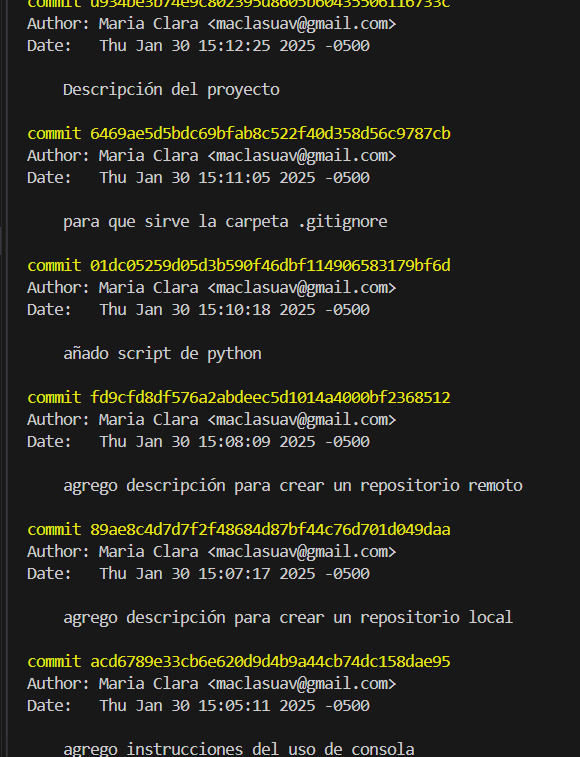 commit
Author: Maria Clara <maclasuav@gmail.com>
Date:   Thu Jan 30 15:12:25 2025 -0500
Descripción del proyecto
commit 6469ae5d5bdc69bfab8c522f40d358d56c9787cb
Author: Maria Clara <maclasuav@gmail.com>
Date:   Thu Jan 30 15:11:05 2025 -0500
para que sirve la carpeta .gitignore
commit 01dc05259d05d3b590f46dbf114906583179bf6d
Author: Maria Clara <maclasuav@gmail.com>
Date:   Thu Jan 30 15:10:18 2025 -0500
añado script de python
commit fd9cfd8df576a2abdeec5d1014a4000bf2368512
Author: Maria Clara <maclasuav@gmail.com>
Date:   Thu Jan 30 15:08:09 2025 -0500
agrego descripción para crear un repositorio remoto
commit 89ae8c4d7d7f2f48684d87bf44c76d701d049daa
Author: Maria Clara <maclasuav@gmail.com>
Date:   Thu Jan 30 15:07:17 2025 -0500
agrego descripción para crear un repositorio local
commit acd6789e33cb6e620d9d4b9a44cb74dc158dae95
Author: Maria Clara <maclasuav@gmail.com>
Date:   Thu Jan 30 15:05:11 2025 -0500
agrego instrucciones del uso de consola